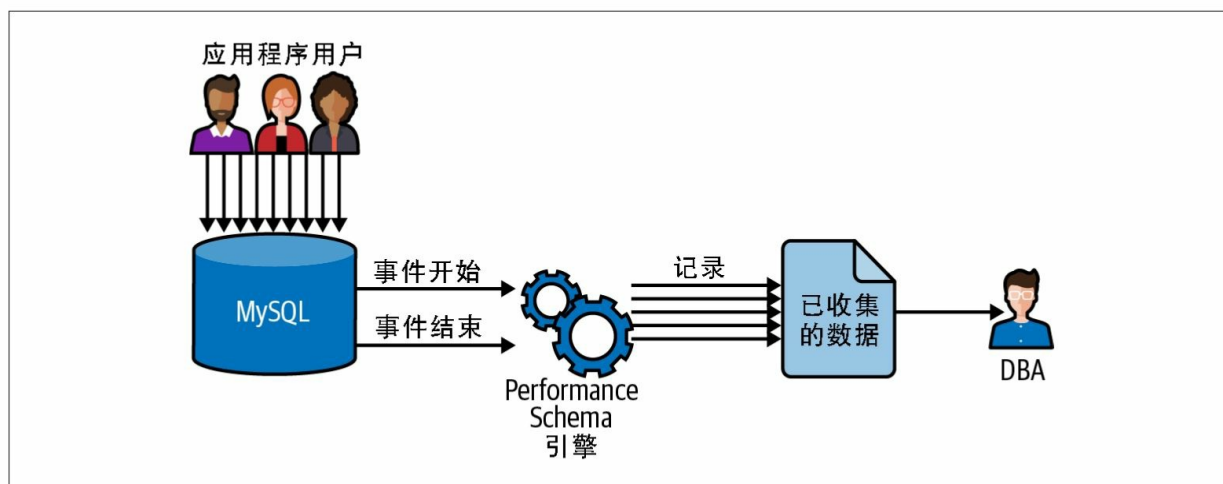 应用程序用户
MySQL
事件开始
事件结束
Performance
Schema
引擎
记录
已收集
的数据
DBA